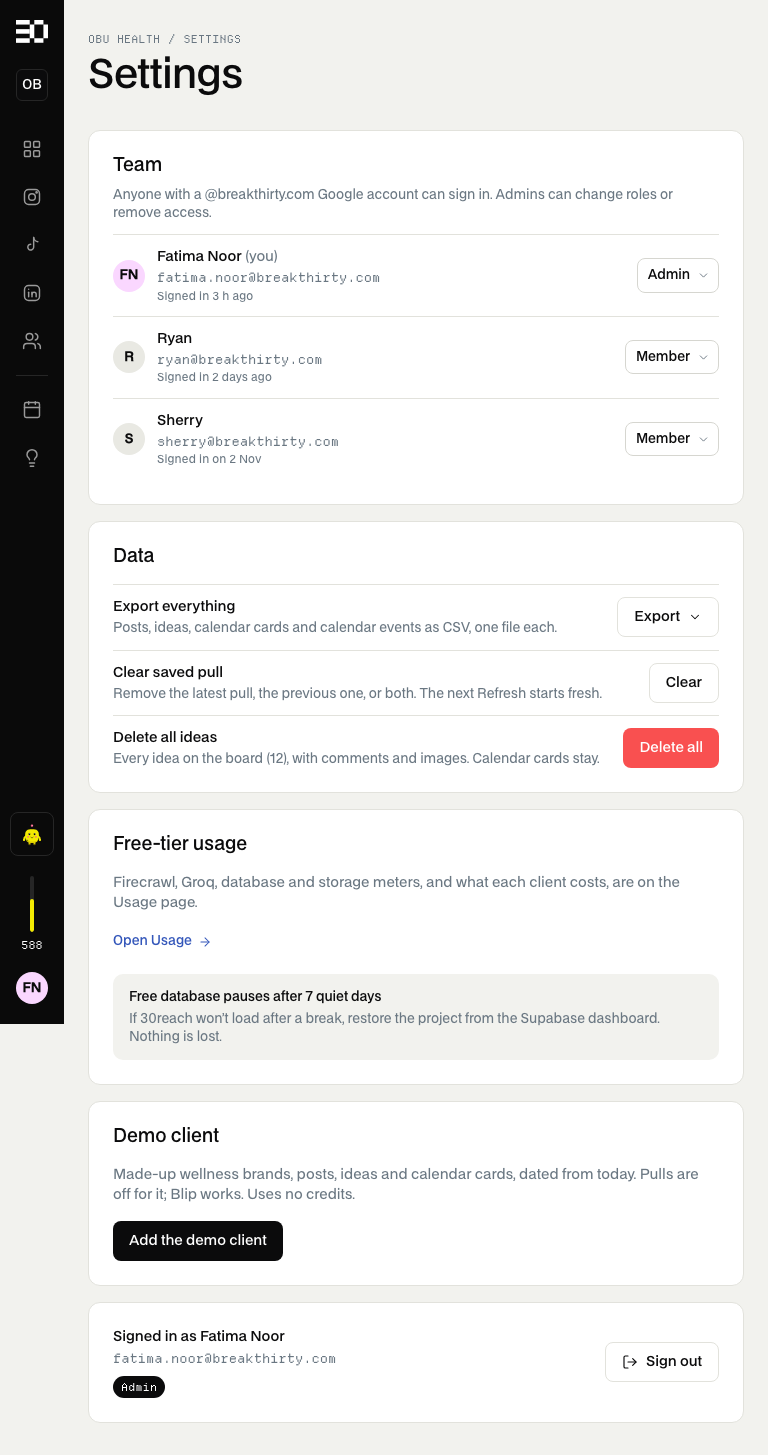 30
OBU HEALTH / SETTINGS
Settings
OB
Team
Anyone with a @breakthirty.com Google account can sign in. Admins can change roles or
remove access.
FN
Fatima Noor (you)
fatima.noor@breakthirty.com
Signed in 3 h ago
Admin
R
Ryan
ryan@breakthirty.com
Signed in 2 days ago
Member
S
Sherry
sherry@breakthirty.com
Signed in on 2 Nov
Member
Data
Export everything
Posts, ideas, calendar cards and calendar events as CSV, one file each.
Export
Clear saved pull
Remove the latest pull, the previous one, or both. The next Refresh starts fresh.
Clear
Delete all ideas
Every idea on the board (12), with comments and images. Calendar cards stay.
Delete all
Free-tier usage
Firecrawl, Groq, database and storage meters, and what each client costs, are on the
Usage page.
Open Usage →
588
FN
Free database pauses after 7 quiet days
If 30reach won't load after a break, restore the project from the Supabase dashboard.
Nothing is lost.
Demo client
Made-up wellness brands, posts, ideas and calendar cards, dated from today. Pulls are
off for it; Blip works. Uses no credits.
Add the demo client
Signed in as Fatima Noor
fatima.noor@breakthirty.com
Admin
Sign out